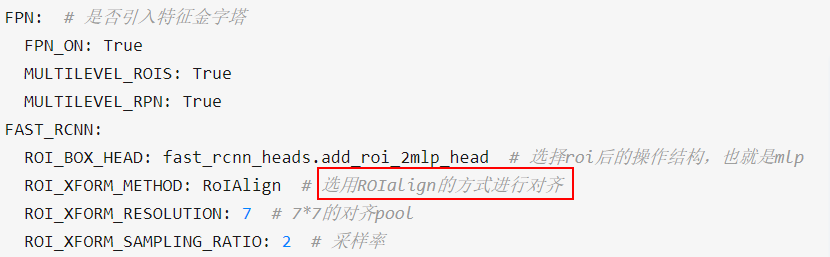 FPN:  # 是否引入特征金字塔
  FPN_ON: True
  MULTILEVEL_ROIS: True
  MULTILEVEL_RPN: True
FAST_RCNN:
  ROI_BOX_HEAD: fast_rcnn_heads.add_roi_2mlp_head  # 选择roi后的操作结构，也就是mlp
  ROI_XFORM_METHOD: RoIAlign  # 选用ROIalign的方式进行对齐
  ROI_XFORM_RESOLUTION: 7  # 7*7的对齐pool
  ROI_XFORM_SAMPLING_RATIO: 2  # 采样率